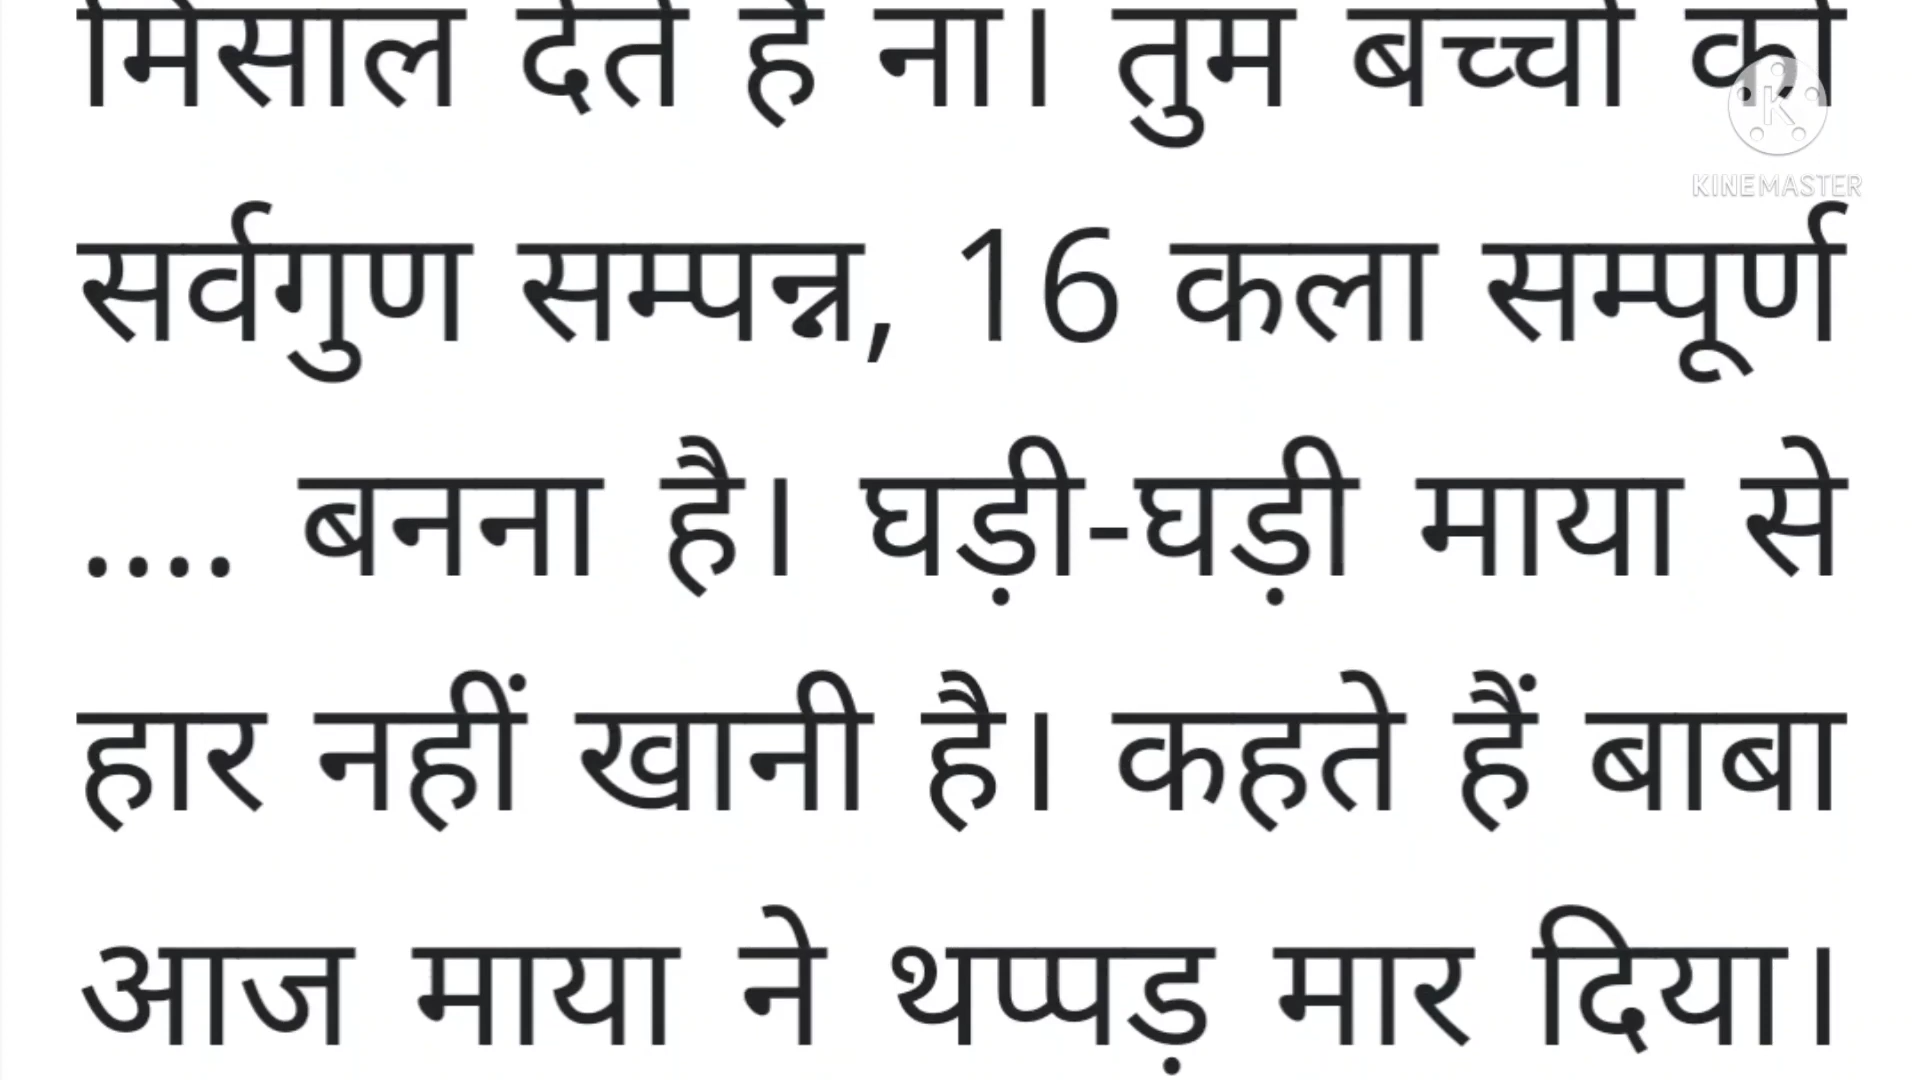 मिसाल देते हैं ना। तुम बच्चों को
KINEMASTER
सर्वगुण सम्पन्न, 16 कला सम्पूर्ण
.... बनना है। घड़ी-घड़ी माया से
हार नहीं खानी है। कहते हैं बाबा
आज माया ने थप्पड़ मार दिया।